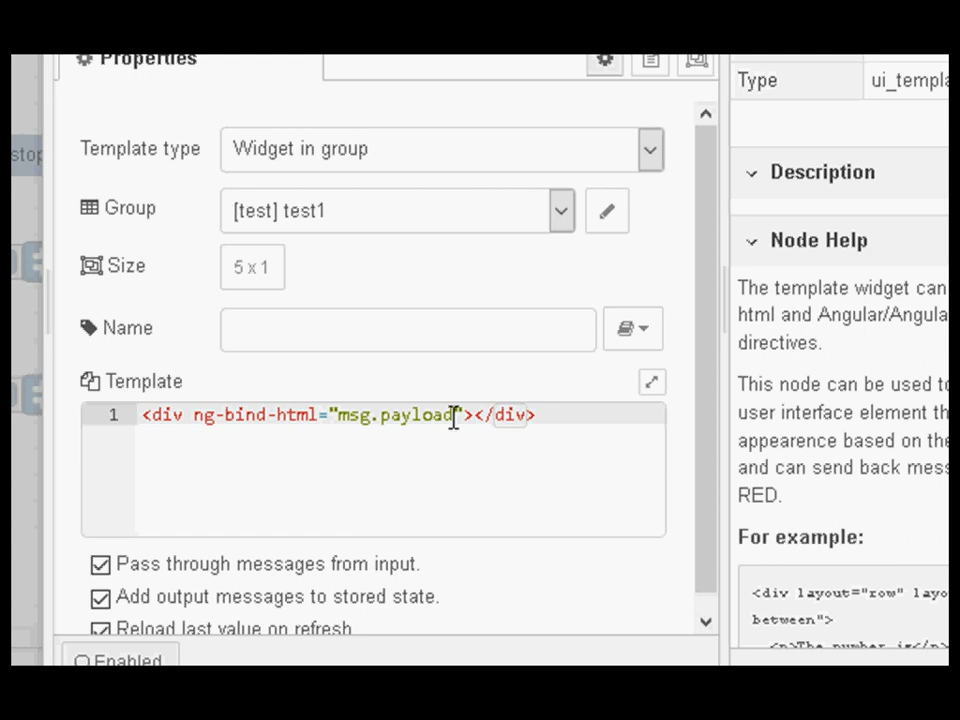 Properties
Type
ui_templa
stop
Template type
Widget in group
Description
Group
[test] test1
Node Help
Size
5 x 1
The template widget can
html and Angular/Angula
directives.
Name
Template
This node can be used to
user interface element th
appearence based on the
and can send back mess
RED.
1
<div ng-bind-html="msg.payload"></div>
For example:
Pass through messages from input.
Add output messages to stored state.
Reload last value on refresh
<div layout="row" layo
between">
<p>The number is</p>
Enabled